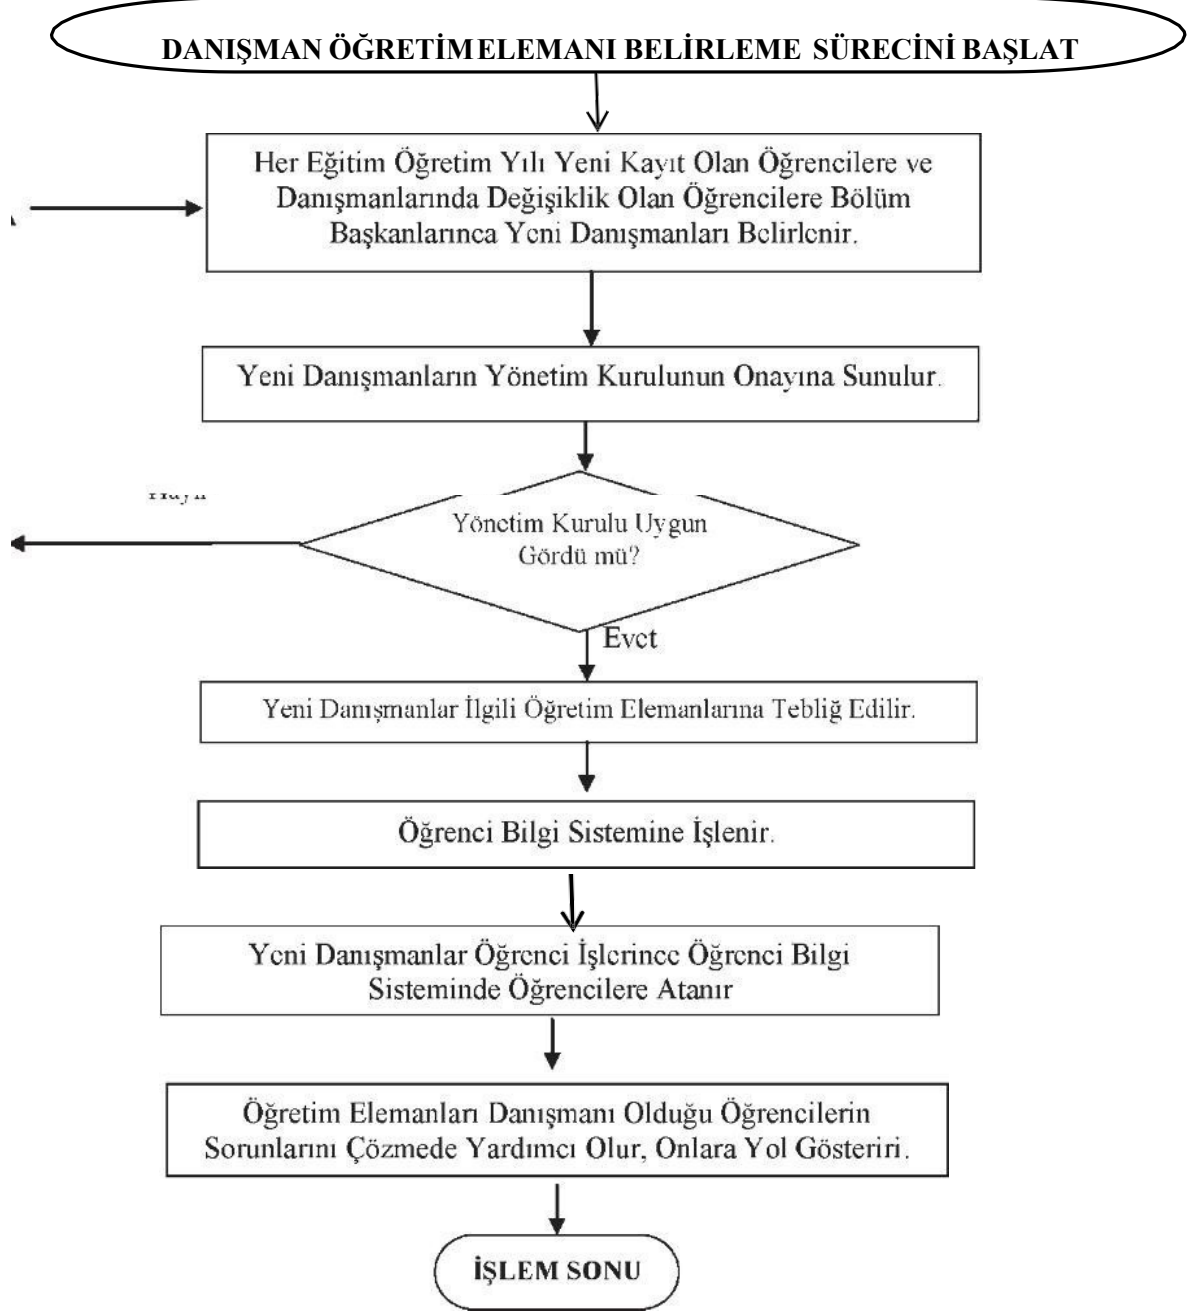 DANIŞMAN ÖĞRETİM ELEMANI BELİRLEME SÜRECİNİ BAŞLAT
Her Eğitim Öğretim Yılı Yeni Kayıt Olan Öğrencilere ve
Danışmanlarında Değişiklik Olan Öğrencilere Bölüm
Başkanlarınca Yeni Danışmanları Belirlenir.
Yeni Danışmanların Yönetim Kurulunun Onayına Sunulur.
Yönetim Kurulu Uygun
Gördü mü?
Evet
Yeni Danışmanlar İlgili Öğretim Elemanlarına Tebliğ Edilir.
Öğrenci Bilgi Sistemine İşlenir.
Yeni Danışmanlar Öğrenci İşlerince Öğrenci Bilgi
Sisteminde Öğrencilere Atanır
Öğretim Elemanları Danışmanı Olduğu Öğrencilerin
Sorunlarını Çözmede Yardımcı Olur, Onlara Yol Gösteriri.
İŞLEM SONU